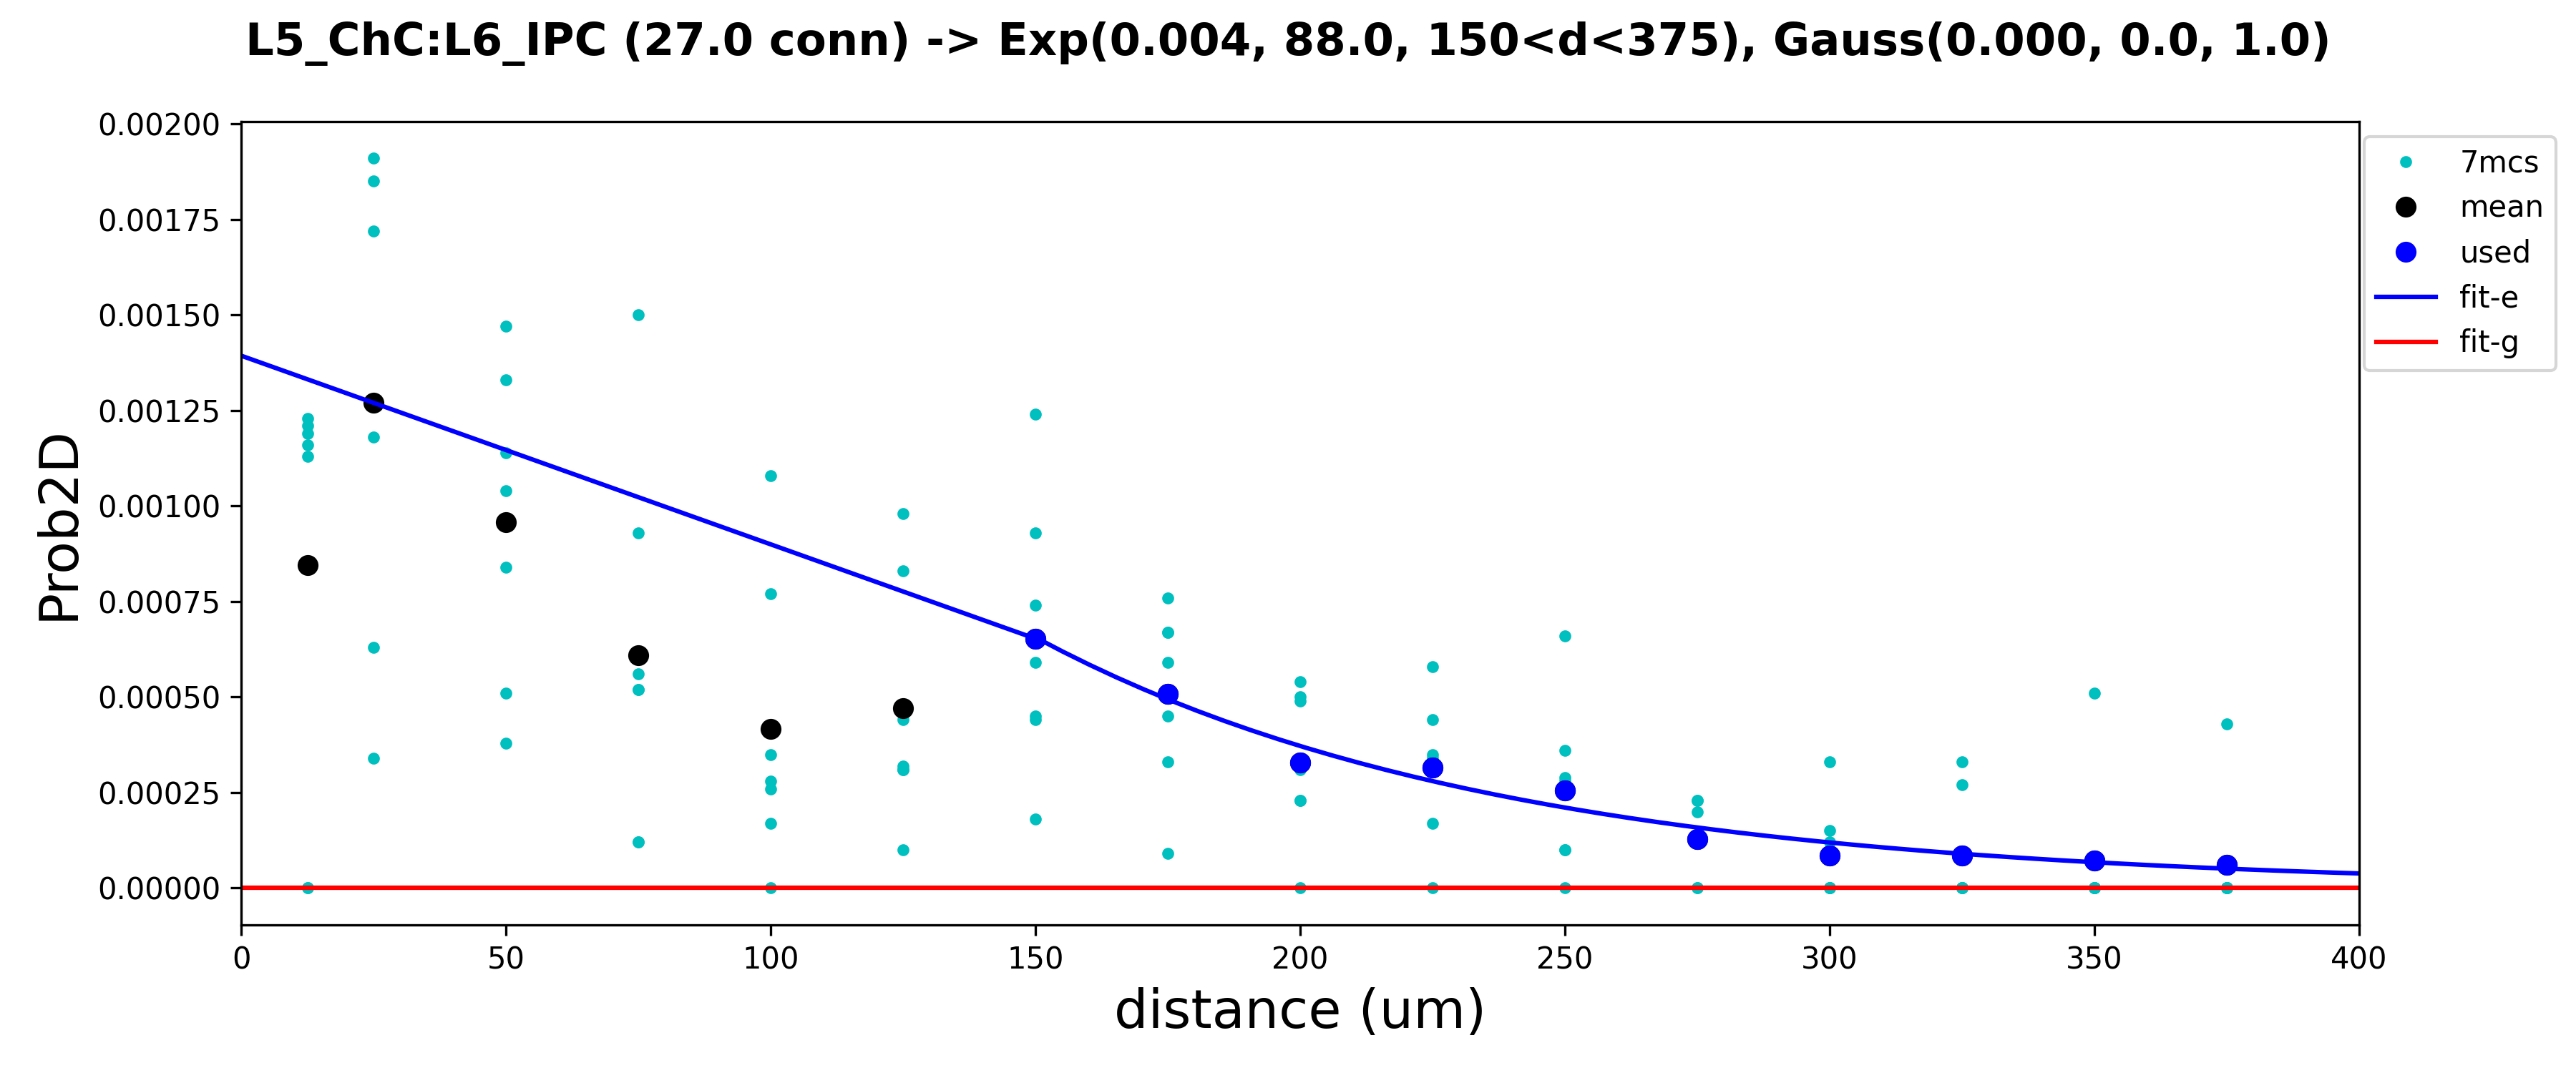 L5_ChC:L6_IPC (27.0 conn) -> Exp(0.004, 88.0, 150<d<375), Gauss(0.000, 0.0, 1.0)
0.00200
0.00175
0.00150
0.00125
0.00100
0.00075
0.00050
0.00025
0.00000
Prob2D
0 50 100 150 200 250 300 350 400
distance (um)
7mcs
mean
used
fit-e
fit-g